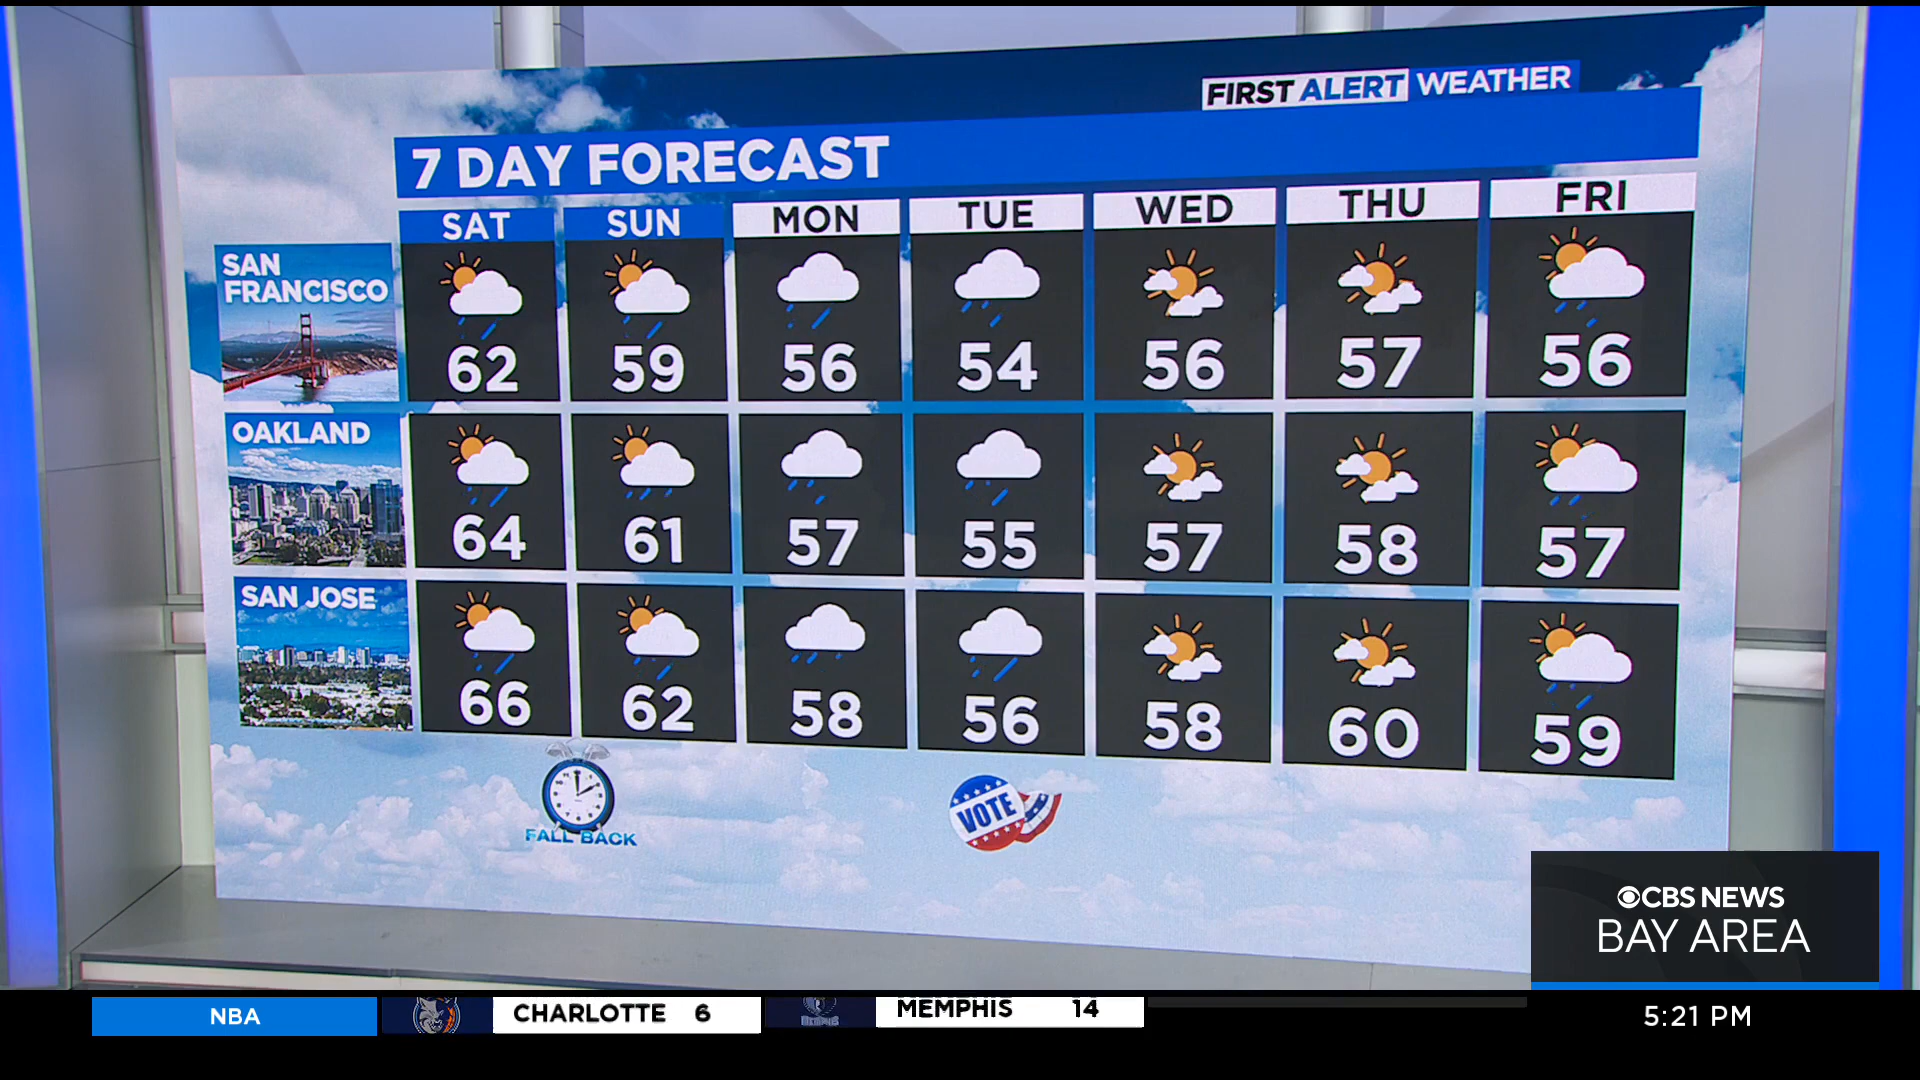 FIRST ALERT WEATHER
7 DAY FORECAST
SAT SUN MON TUE WED THU FRI
SAN
FRANCISCO
62 59 56 54 56 57 56
OAKLAND
64 61 57 55 57 58 57
SAN JOSE
66 62 58 56 58 60 59
FALL BACK
VOTE
CBS NEWS
BAY AREA
NBA CHARLOTTE 6 MEMPHIS 14
5:21 PM